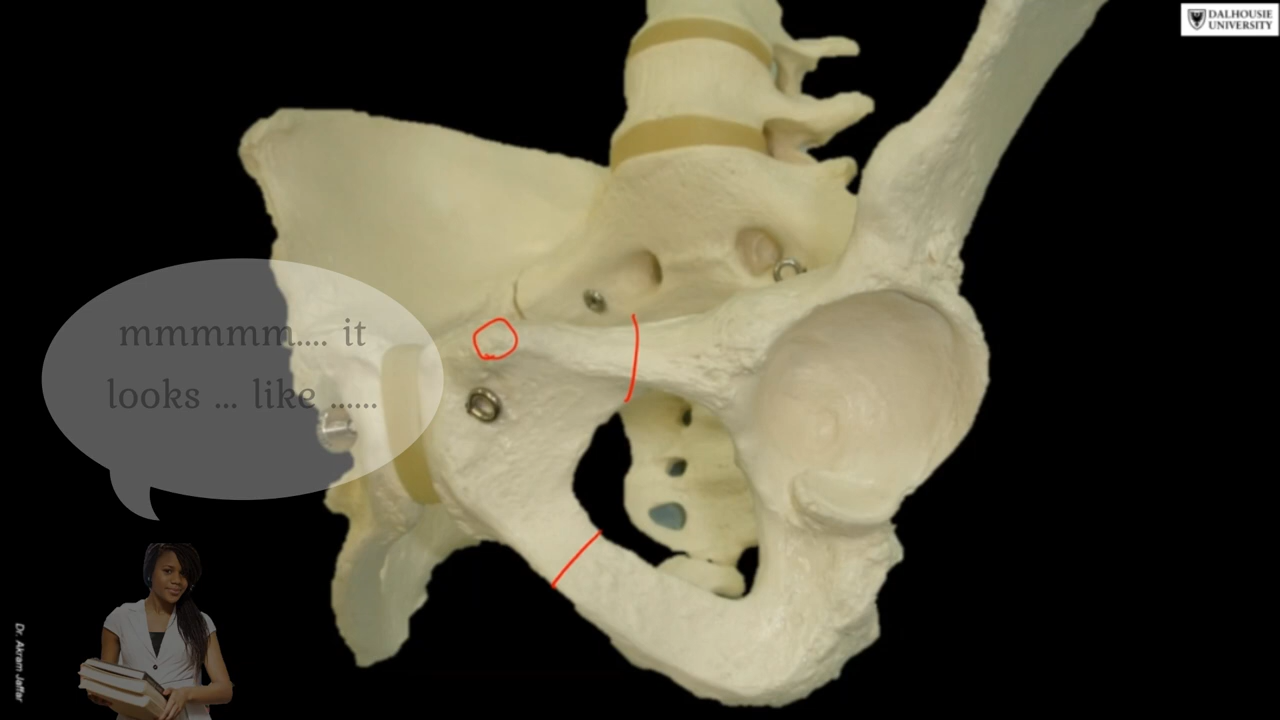 mmmmm.... it
looks ... like ......
DALHOUSIE
UNIVERSITY
Dr. Akram Jaffar